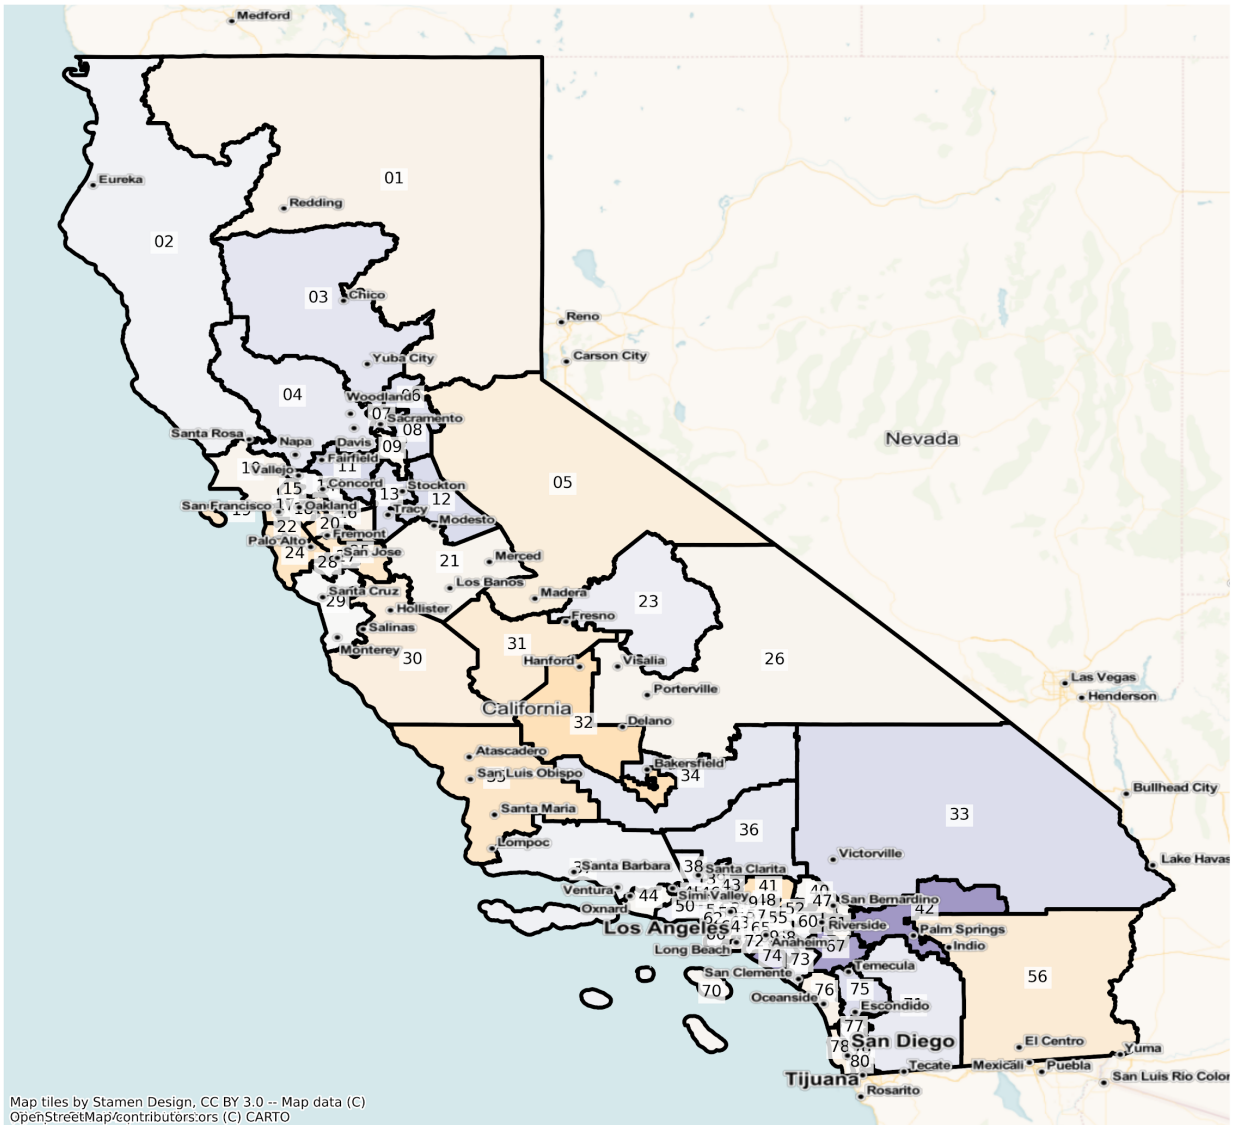 Medford
01
Eureka
Redding
02
03
Chico
Reno
Yuba City
Carson City
04
06
Woodland
07
Sacramento
08
Santa Rosa
Napa
Davis
09
Nevada
Fairfield
11
Vallejo
Concord
Stockton
15
13
12
05
San Francisco
Oakland
Tracy
Modesto
22
20
Fremont
Palo Alto
24
San Jose
28
21
Merced
Santa Cruz
Los Banos
29
Madera
23
Hollister
Fresno
Salinas
31
Monterey
30
Hanford
Visalia
26
Las Vegas
Henderson
Porterville
California
32
Delano
Atascadero
Bakersfield
San Luis Obispo
34
Bullhead City
Santa Maria
33
36
Lompoc
Victorville
Lake Havas
38
Santa Barbara
Santa Clarita
43
41
Ventura
44
Simi Valley
47
San Bernardino
Oxnard
50
52
42
62
55
60
Riverside
Los Angeles
Palm Springs
72
Anaheim
67
Indio
Long Beach
74
73
Temecula
San Clemente
56
70
76
75
Oceanside
Escondido
77
78
San Diego
El Centro
80
Yuma
Tijuana
Tecate
Mexicali
Puebla
Rosarito
San Luis Rio Color
Map tiles by Stamen Design, CC BY 3.0 -- Map data (C)
OpenStreetMap contributors (C) CARTO